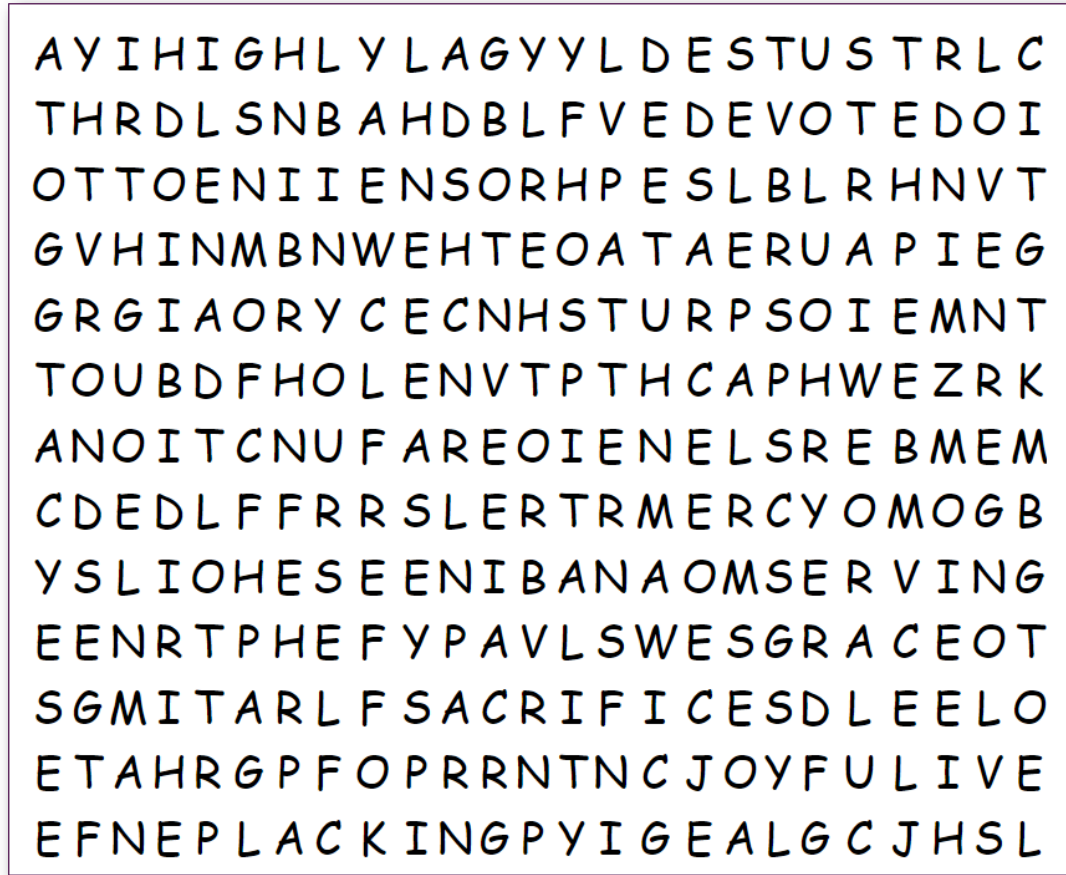 AYIHIGHLYLAGYYLDESTUSTRLC
THRDLSNBAHDBLFVEDEVOTEDOI
OTTOENIIENSORHPESLBLRHNVT
GVHINMBNWEHTEOATAERUAPIEG
GRGIAORYCECNHSTURPSOIEMNT
TOUBDFHOLENVTPTHCAPHWEZRK
ANOITCNUFAREOIENELSREBMEM
CDEDLFFRRSLERTRMERCYOMOGB
YSLIOHESEENIBANAOMSERVING
EENRTPHEFYPAVLSWESGRACEOT
SGMITARLFSACRIFICESDLEELO
ETAHRGPFOPRRNTNCJOYFULIVE
EFNEPLACKINGPYIGEALGCJHSL